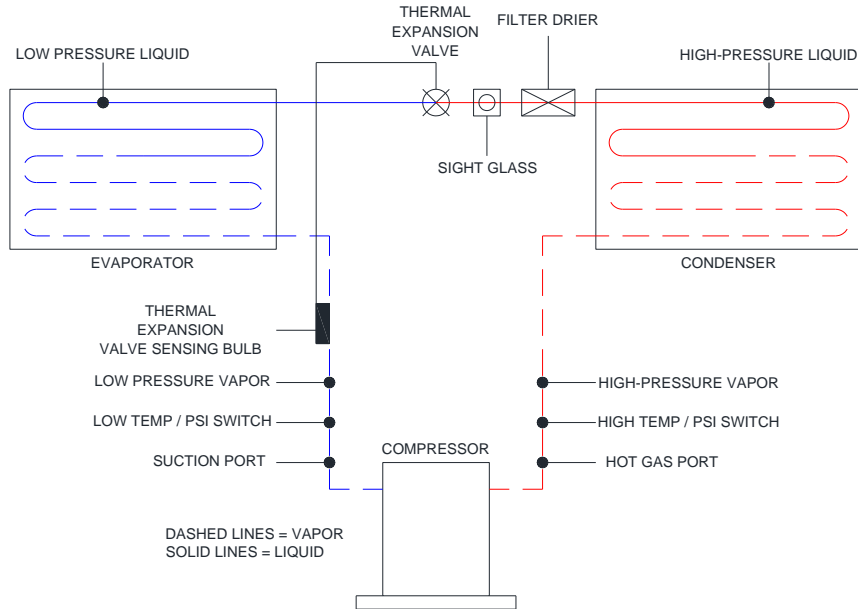 THERMAL
EXPANSION
VALVE
FILTER DRIER
LOW PRESSURE LIQUID
HIGH-PRESSURE LIQUID
SIGHT GLASS
EVAPORATOR
CONDENSER
THERMAL
EXPANSION
VALVE SENSING BULB
LOW PRESSURE VAPOR
HIGH-PRESSURE VAPOR
LOW TEMP / PSI SWITCH
HIGH TEMP / PSI SWITCH
COMPRESSOR
SUCTION PORT
HOT GAS PORT
DASHED LINES = VAPOR
SOLID LINES = LIQUID